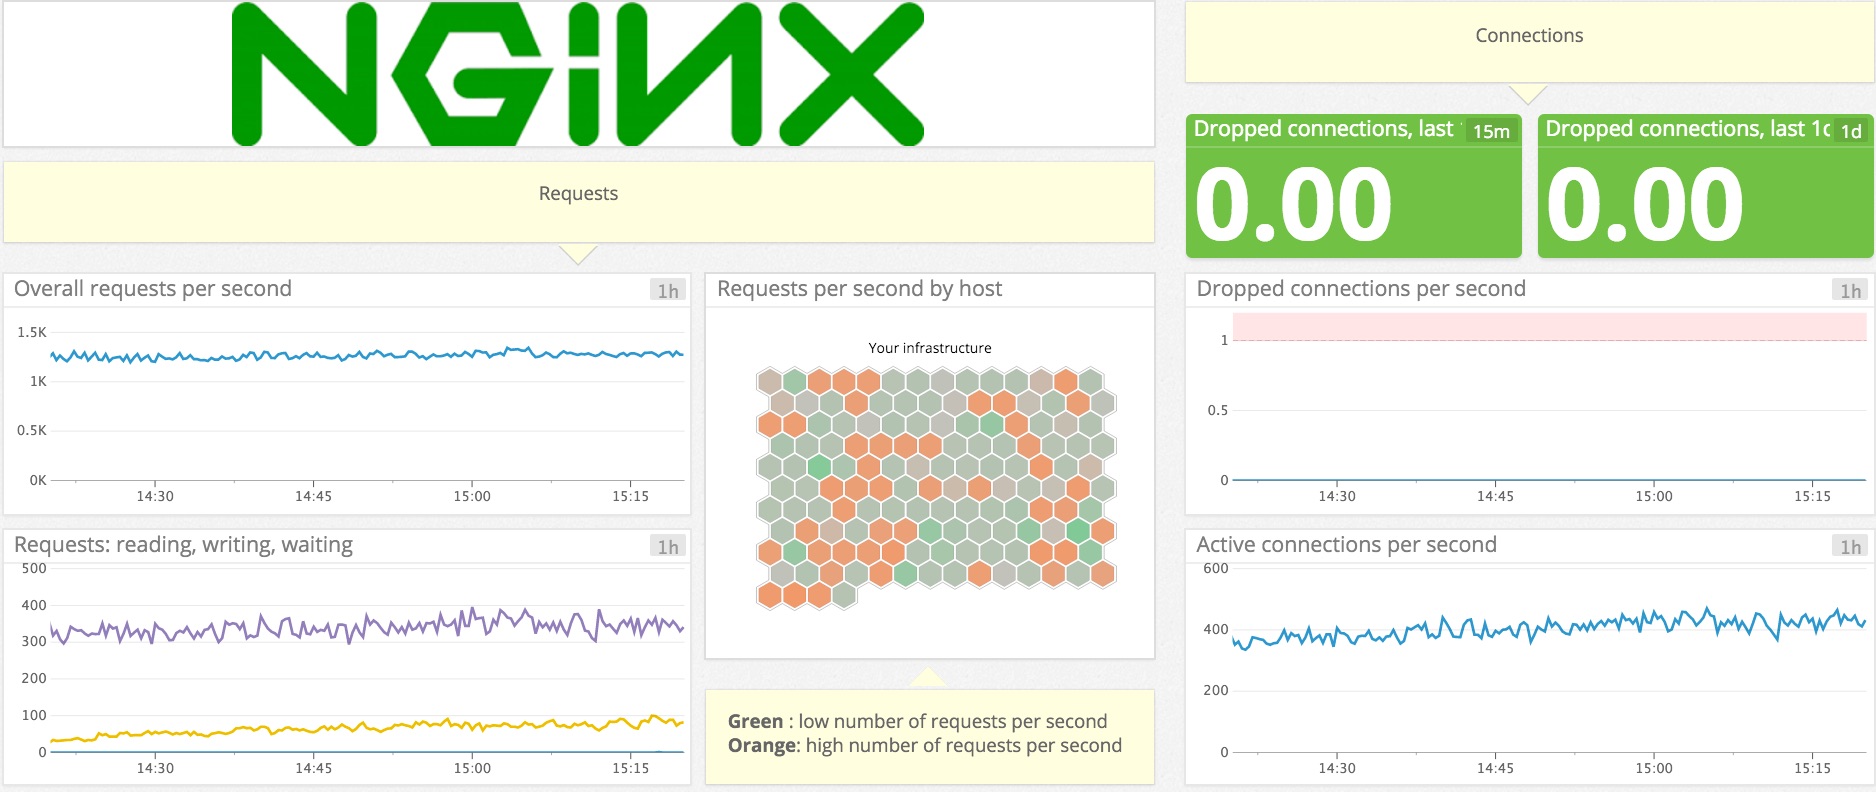 NGiNX
Requests
Overall requests per second 1h
1.5K
1K
0.5K
0K
14:30 14:45 15:00 15:15
Requests: reading, writing, waiting 1h
500
400
300
200
100
0
14:30 14:45 15:00 15:15
Requests per second by host
Your infrastructure
Green : low number of requests per second
Orange: high number of requests per second
Connections
Dropped connections, last 15m
0.00
Dropped connections, last 1d
0.00
Dropped connections per second 1h
1
0.5
0
14:30 14:45 15:00 15:15
Active connections per second 1h
600
400
200
0
14:30 14:45 15:00 15:15